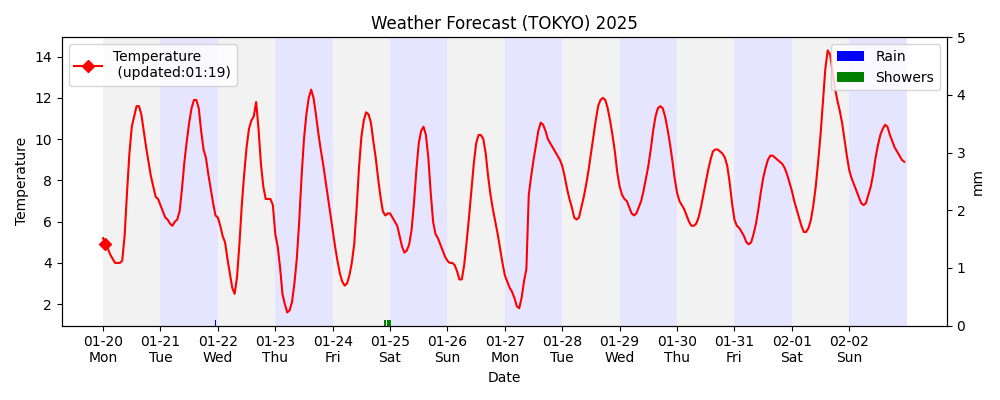 Weather Forecast (TOKYO) 2025
Temperature
(updated:01:19)
Rain
Showers
14
12
10
8
6
4
2
Temperature
5
4
3
2
1
0
mm
01-20 01-21 01-22 01-23 01-24 01-25 01-26 01-27 01-28 01-29 01-30 01-31 02-01 02-02
Mon Tue Wed Thu Fri Sat Sun Mon Tue Wed Thu Fri Sat Sun
Date